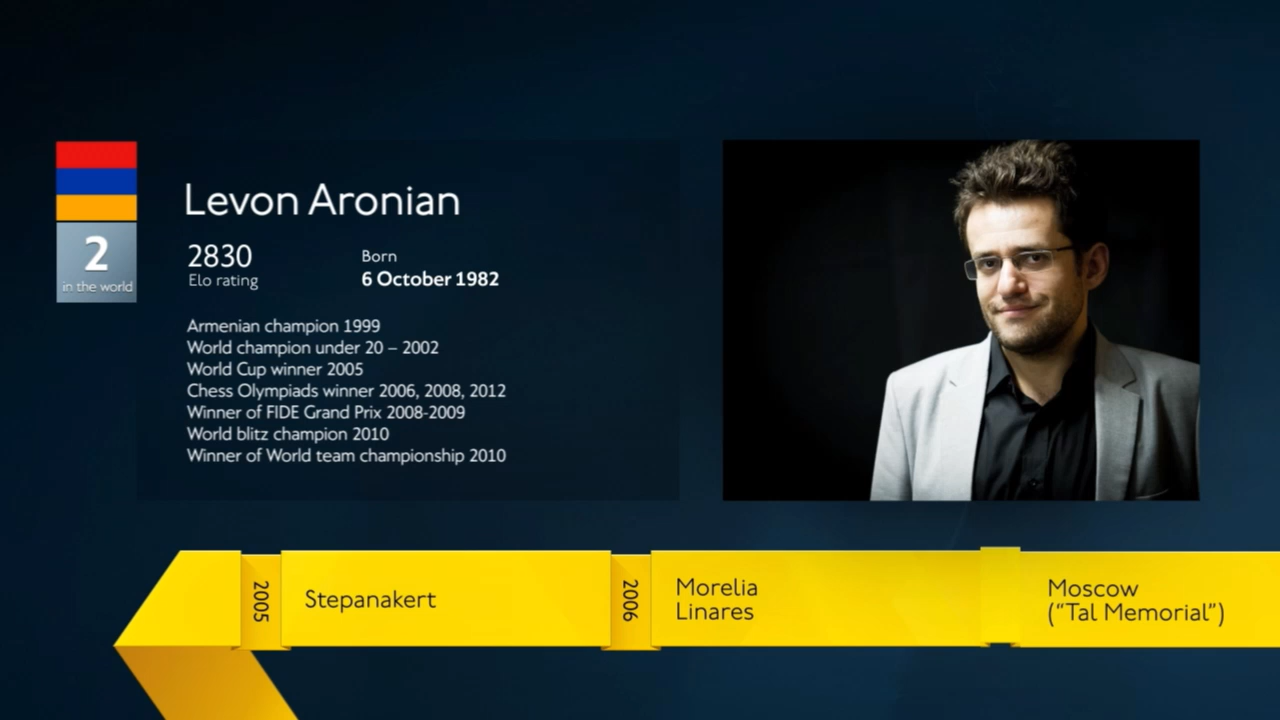 2
in the world
Levon Aronian
2830
Elo rating
Born
6 October 1982
Armenian champion 1999
World champion under 20 – 2002
World Cup winner 2005
Chess Olympiads winner 2006, 2008, 2012
Winner of FIDE Grand Prix 2008-2009
World blitz champion 2010
Winner of World team championship 2010
2005
Stepanakert
2006
Morelia
Linares
Moscow
(“Tal Memorial”)